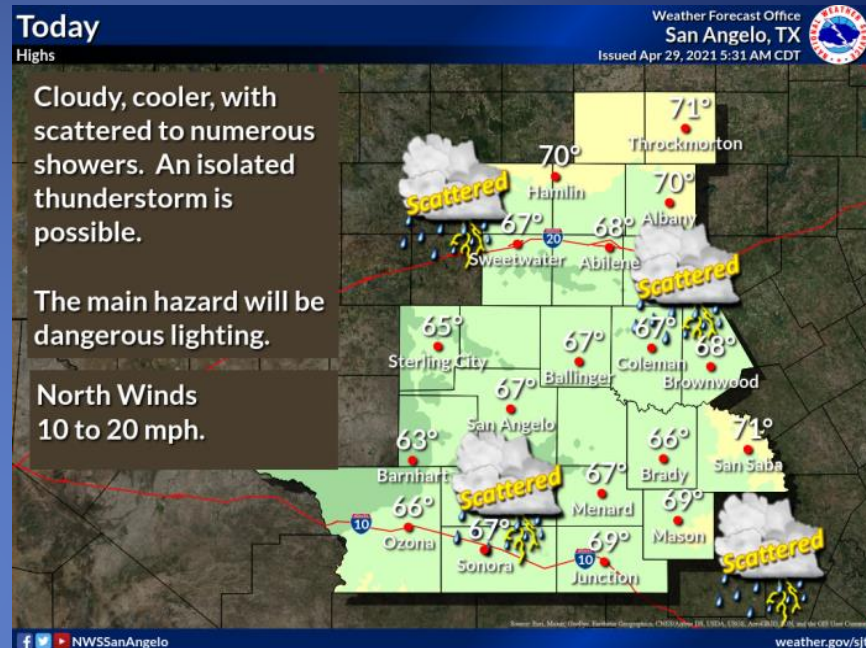 Today
Highs
Weather Forecast Office
San Angelo, TX
Issued Apr 29, 2021 5:31 AM CDT
Cloudy, cooler, with
scattered to numerous
showers. An isolated
thunderstorm is
possible.
The main hazard will be
dangerous lighting.
North Winds
10 to 20 mph.
71°
Throckmorton
70°
Hamlin
70°
Albany
Scattered
67°
Sweetwater
20
68°
Abilene
Scattered
65°
Sterling City
67°
Ballinger
67°
Coleman
68°
Brownwood
67°
San Angelo
63°
Barnhart
66°
Brady
71°
San Saba
Scattered
67°
Menard
69°
Mason
66°
Ozona
10
67°
Sonora
10
69°
Junction
Scattered
NWSSanAngelo
weather.gov/sjt